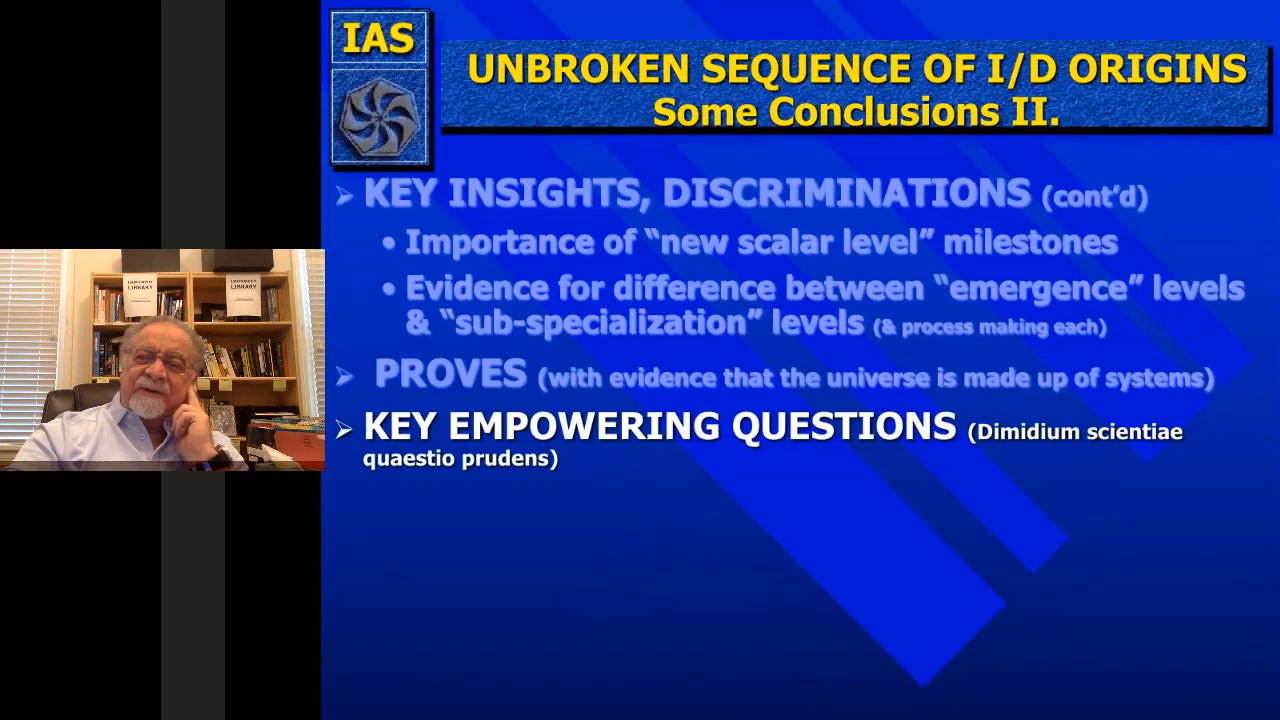 IAS
UNBROKEN SEQUENCE OF I/D ORIGINS
Some Conclusions II.
➢ KEY INSIGHTS, DISCRIMINATIONS (cont’d)
• Importance of “new scalar level” milestones
• Evidence for difference between “emergence” levels
& “sub-specialization” levels (& process making each)
➢ PROVES (with evidence that the universe is made up of systems)
➢ KEY EMPOWERING QUESTIONS (Dimidium scientiae
quaestio prudens)
LIBRARY
LIBRARY